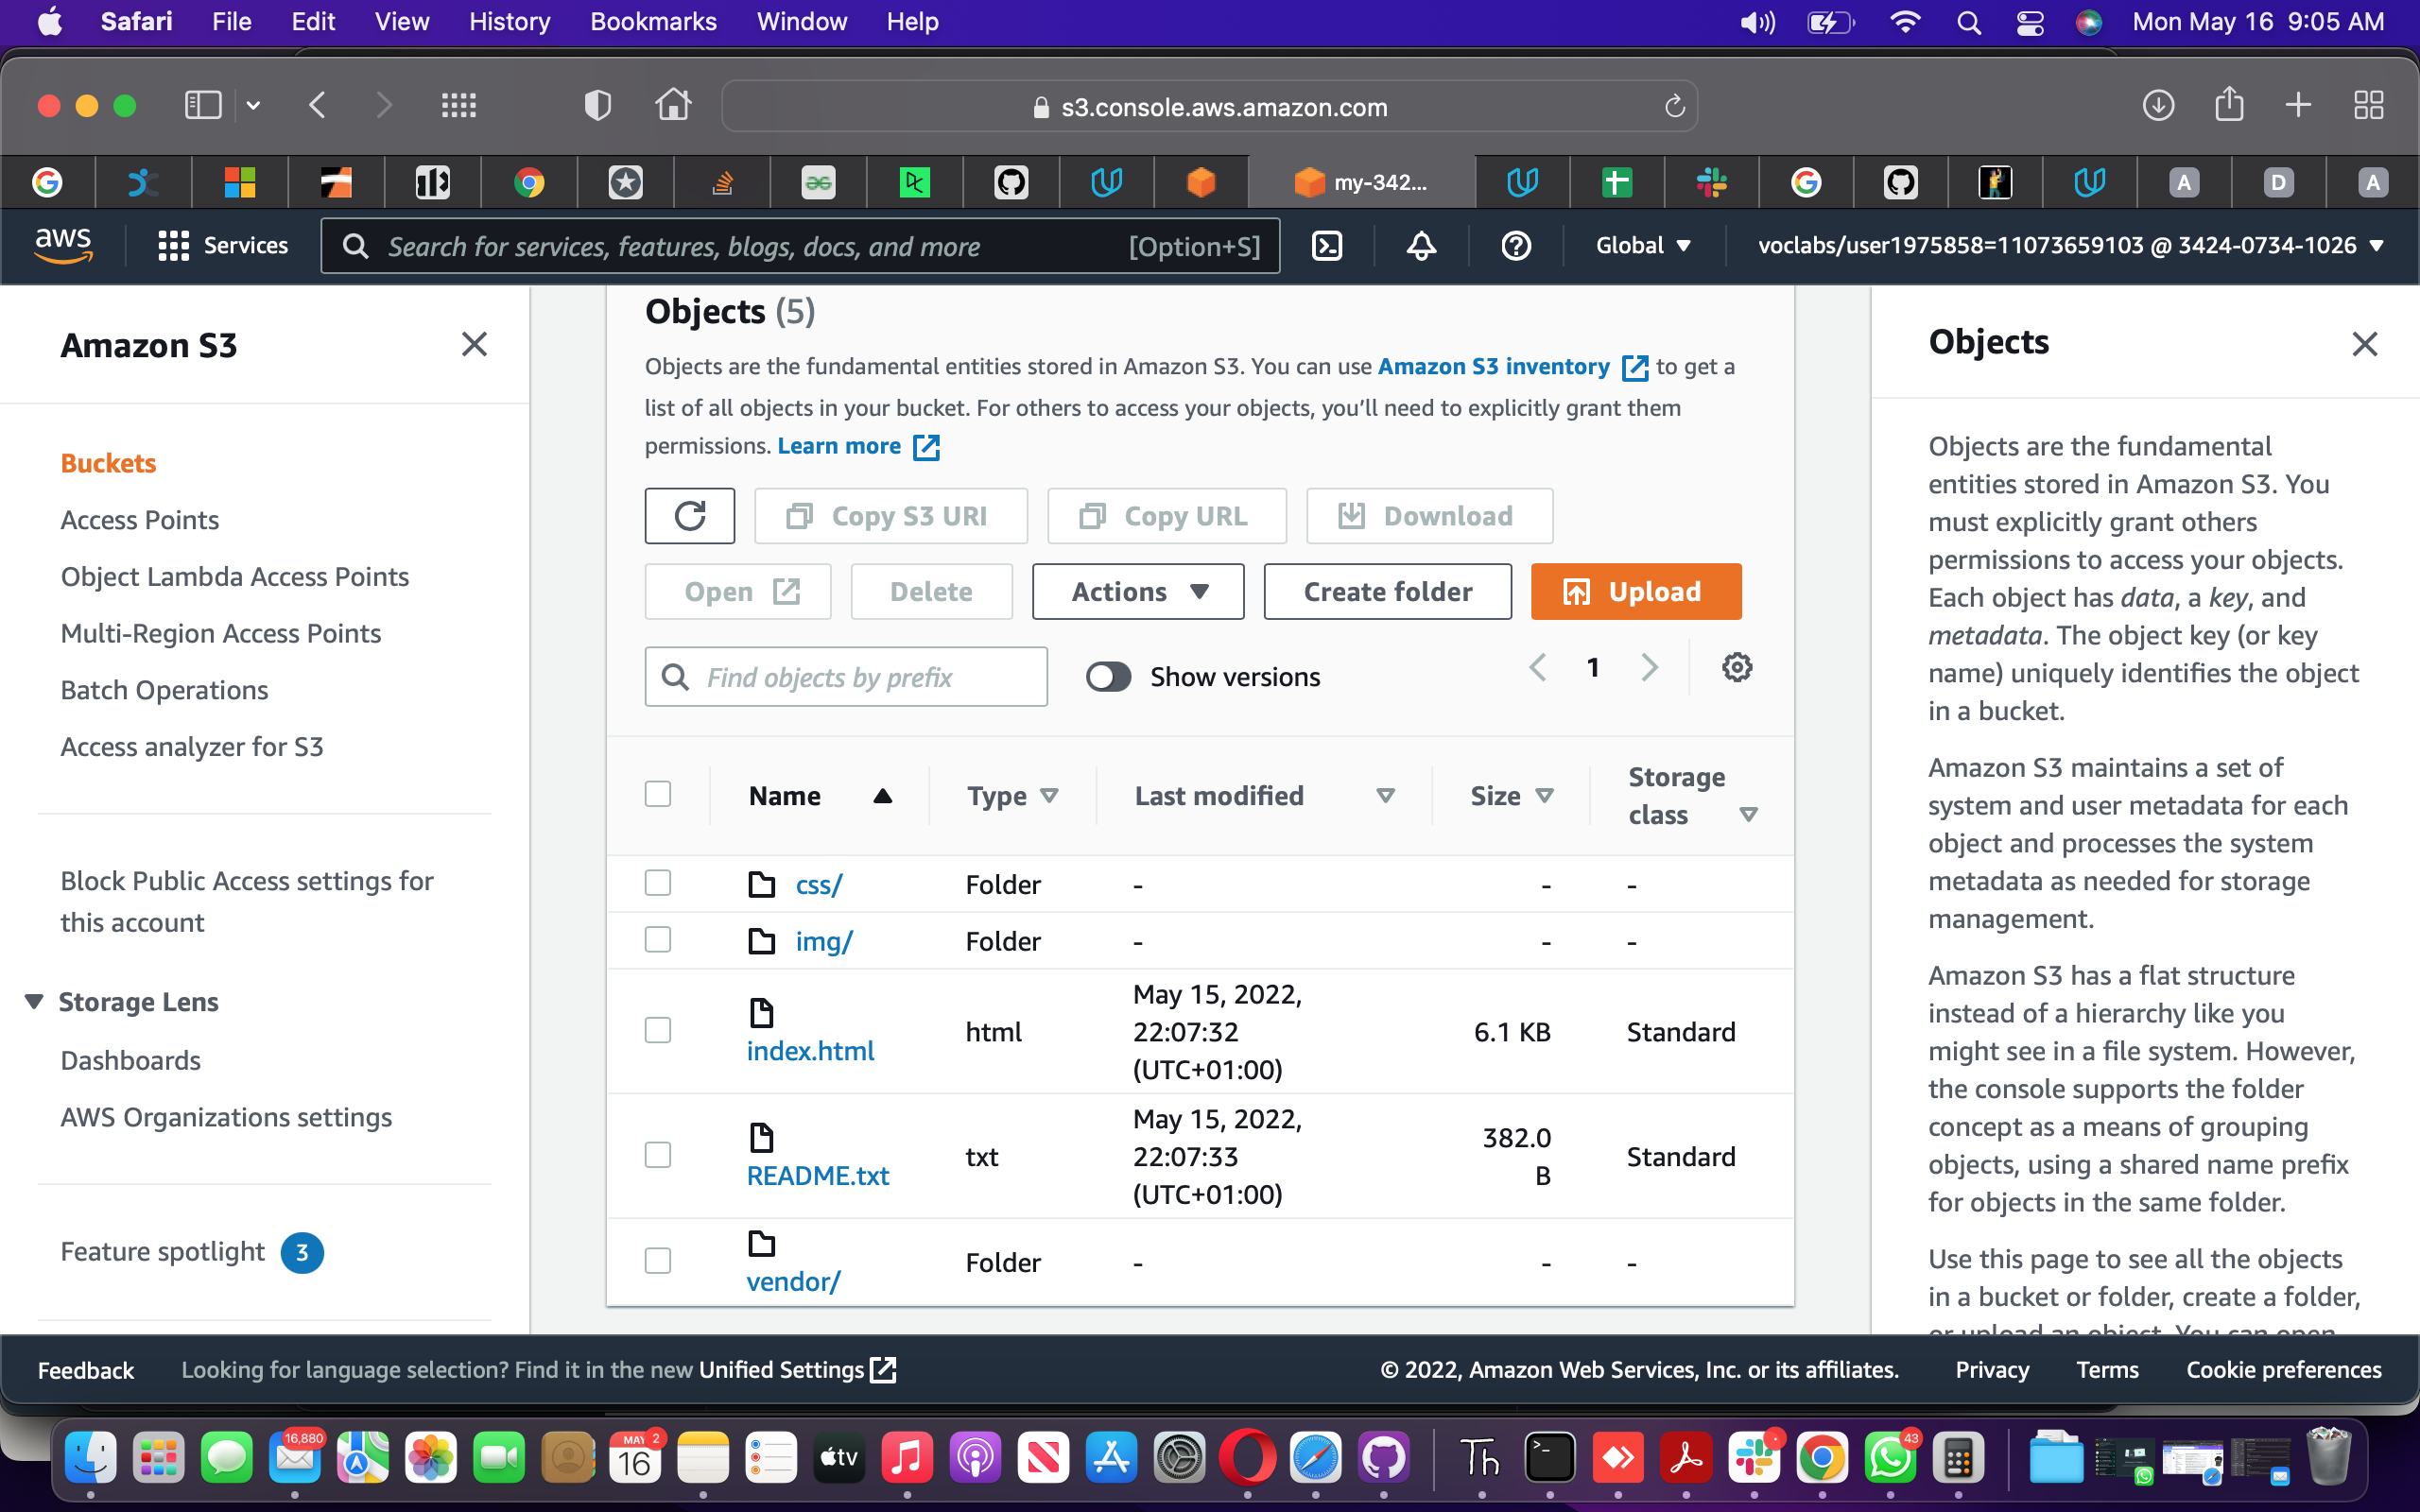 Safari File Edit View History Bookmarks Window Help Mon May 16 9:05 AM
s3.console.aws.amazon.com
my-342... A D A
aws Services Search for services, features, blogs, docs, and more [Option+S] Global voclabs/user1975858=11073659103 @ 3424-0734-1026
Amazon S3
Buckets
Access Points
Object Lambda Access Points
Multi-Region Access Points
Batch Operations
Access analyzer for S3
Block Public Access settings for
this account
Storage Lens
Dashboards
AWS Organizations settings
Feature spotlight 3
Objects (5)
Objects are the fundamental entities stored in Amazon S3. You can use Amazon S3 inventory to get a
list of all objects in your bucket. For others to access your objects, you'll need to explicitly grant them
permissions. Learn more
Copy S3 URI Copy URL Download
Open Delete Actions Create folder Upload
Find objects by prefix Show versions 1
Name Type Last modified Size Storage
class
css/ Folder - - -
img/ Folder - - -
index.html html May 15, 2022,
22:07:32
(UTC+01:00) 6.1 KB Standard
README.txt txt May 15, 2022,
22:07:33
(UTC+01:00) 382.0
B Standard
vendor/ Folder - - -
Objects
Objects are the fundamental
entities stored in Amazon S3. You
must explicitly grant others
permissions to access your objects.
Each object has data, a key, and
metadata. The object key (or key
name) uniquely identifies the object
in a bucket.
Amazon S3 maintains a set of
system and user metadata for each
object and processes the system
metadata as needed for storage
management.
Amazon S3 has a flat structure
instead of a hierarchy like you
might see in a file system. However,
the console supports the folder
concept as a means of grouping
objects, using a shared name prefix
for objects in the same folder.
Use this page to see all the objects
in a bucket or folder, create a folder,
or upload an object. You can open
Feedback Looking for language selection? Find it in the new Unified Settings © 2022, Amazon Web Services, Inc. or its affiliates. Privacy Terms Cookie preferences
16,880 MAY 2 16 tv Th 43